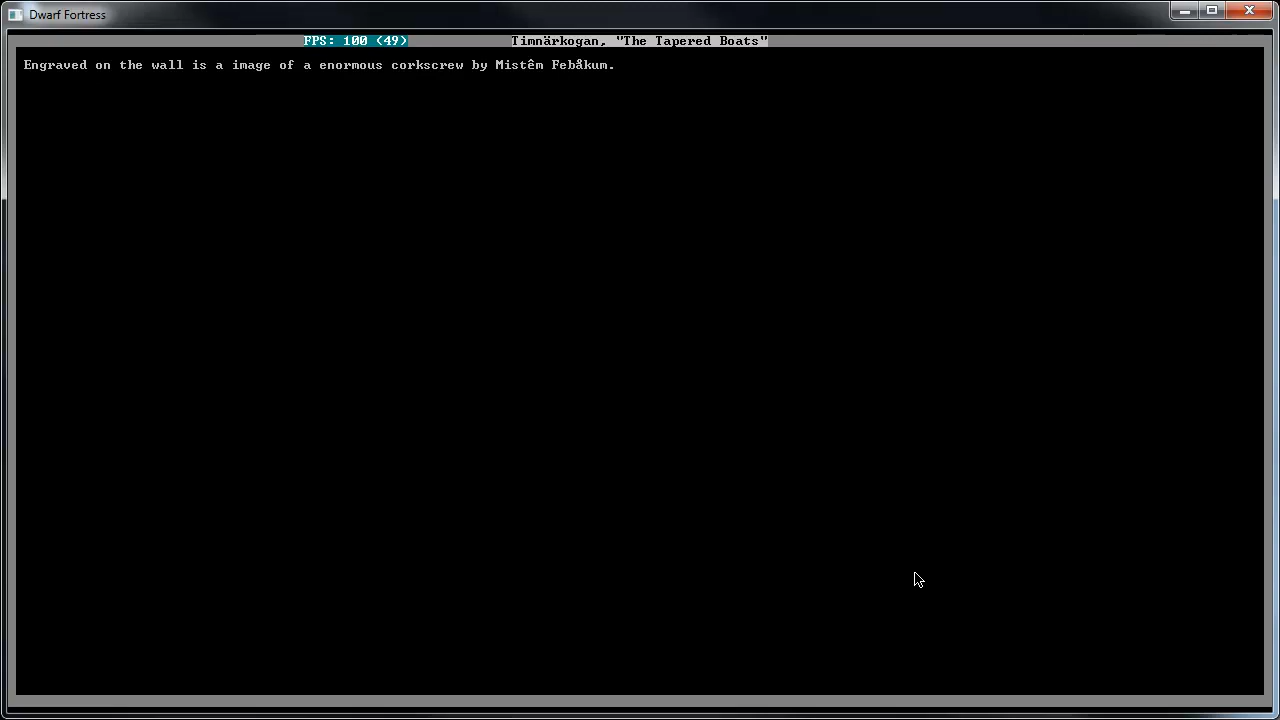 Dwarf Fortress
FPS: 100 (49) Timnärkogan, "The Tapered Boats"
Engraved on the wall is a image of a enormous corkscrew by Mistêm Febåkum.